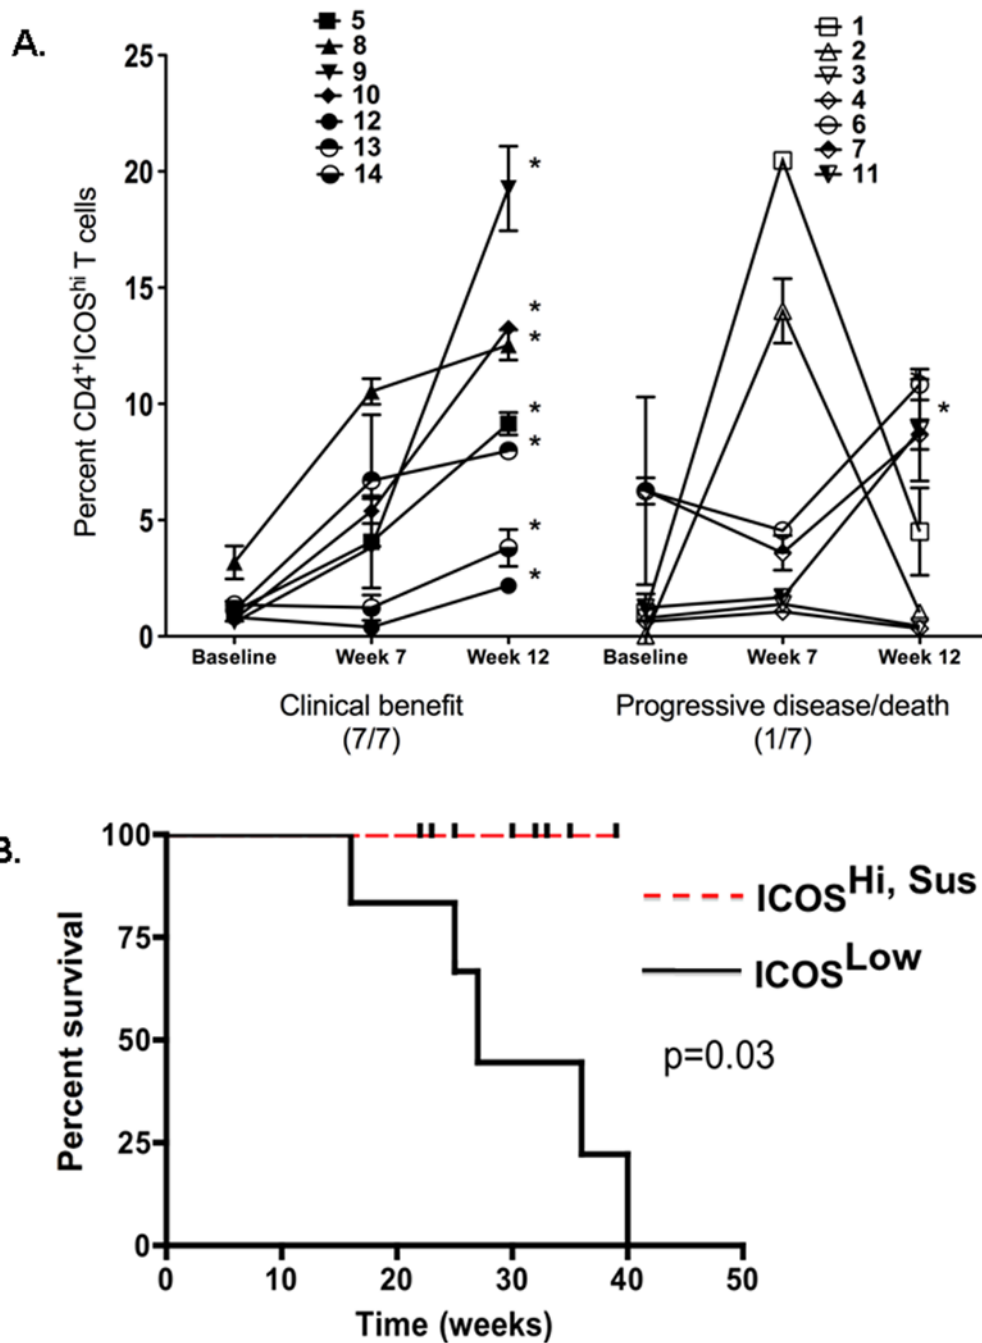 A.
5
8
9
10
12
13
14
1
2
3
4
6
7
11
Percent CD4⁺ICOSʰⁱ T cells
25
20
15
10
5
0
*
*
*
*
*
*
*
*
Baseline Week 7 Week 12 Baseline Week 7 Week 12
Clinical benefit
(7/7)
Progressive disease/death
(1/7)
B.
Percent survival
100
75
50
25
0
ICOS^Hi, Sus
ICOS^Low
p=0.03
0 10 20 30 40 50
Time (weeks)